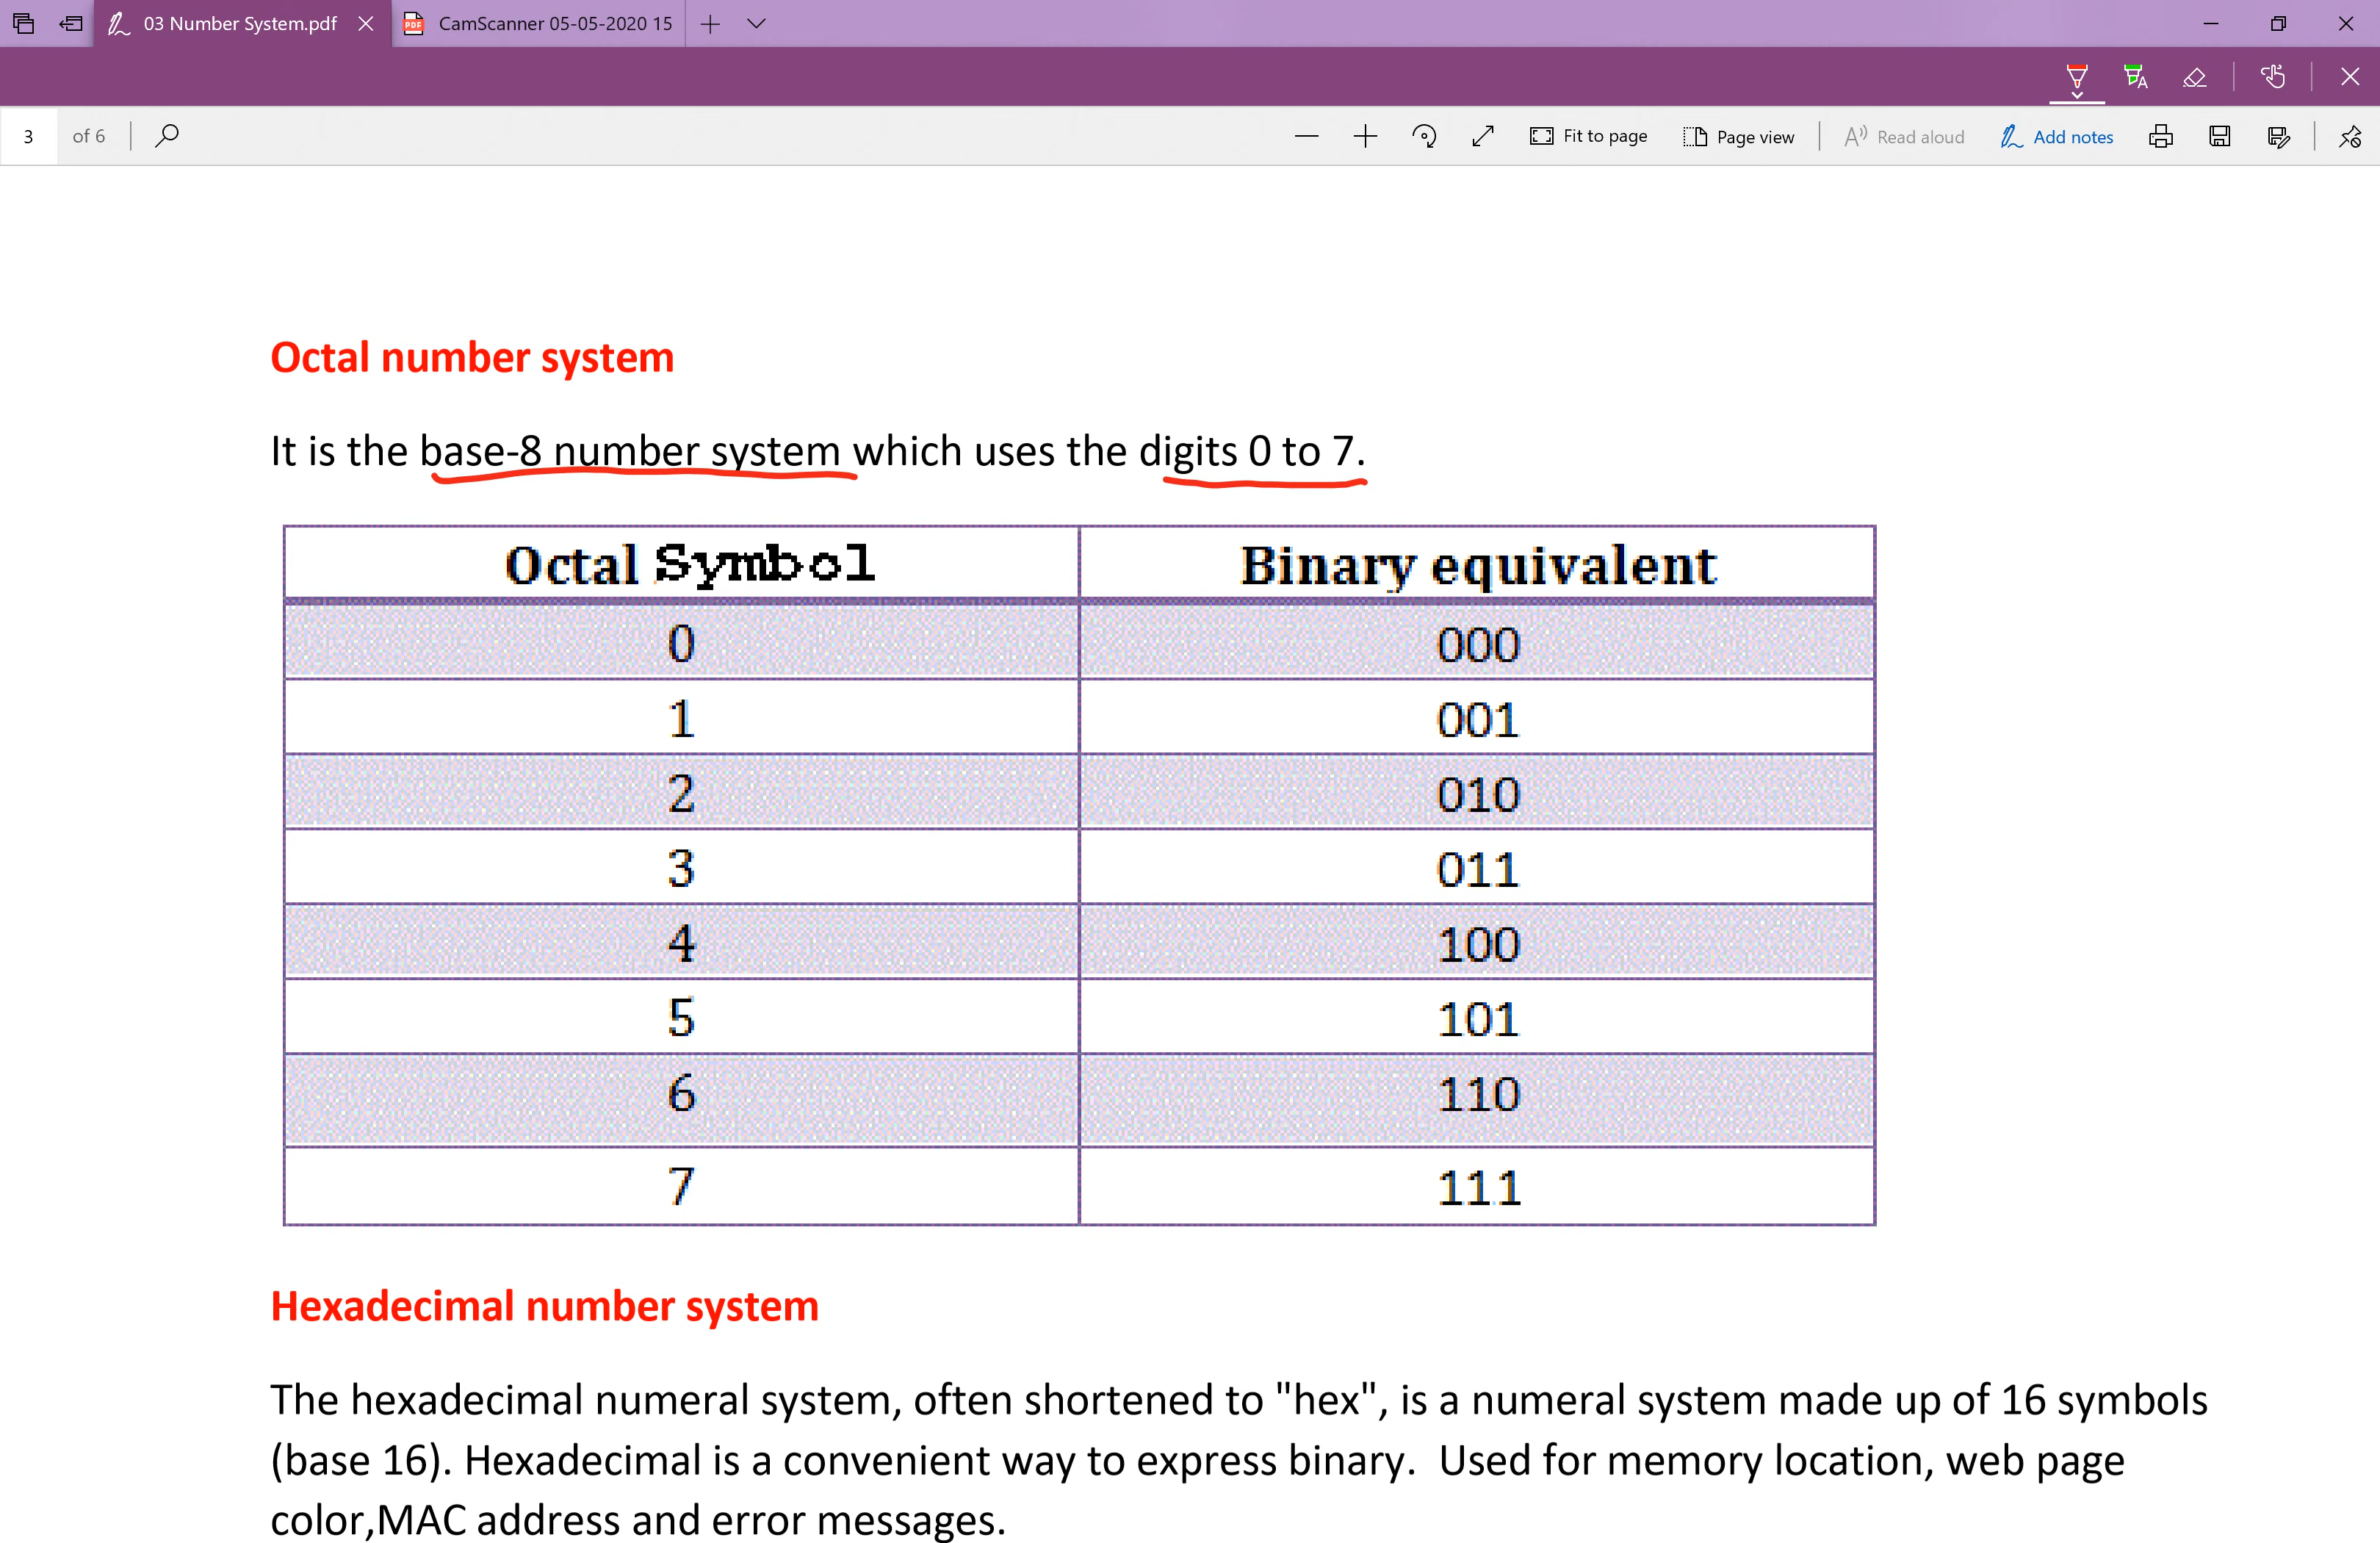 03 Number System.pdf
CamScanner 05-05-2020 15
3 of 6
Fit to page
Page view
Read aloud
Add notes
Octal number system
It is the base-8 number system which uses the digits 0 to 7.
Octal Symbol Binary equivalent
0 000
1 001
2 010
3 011
4 100
5 101
6 110
7 111
Hexadecimal number system
The hexadecimal numeral system, often shortened to "hex", is a numeral system made up of 16 symbols
(base 16). Hexadecimal is a convenient way to express binary.  Used for memory location, web page
color,MAC address and error messages.